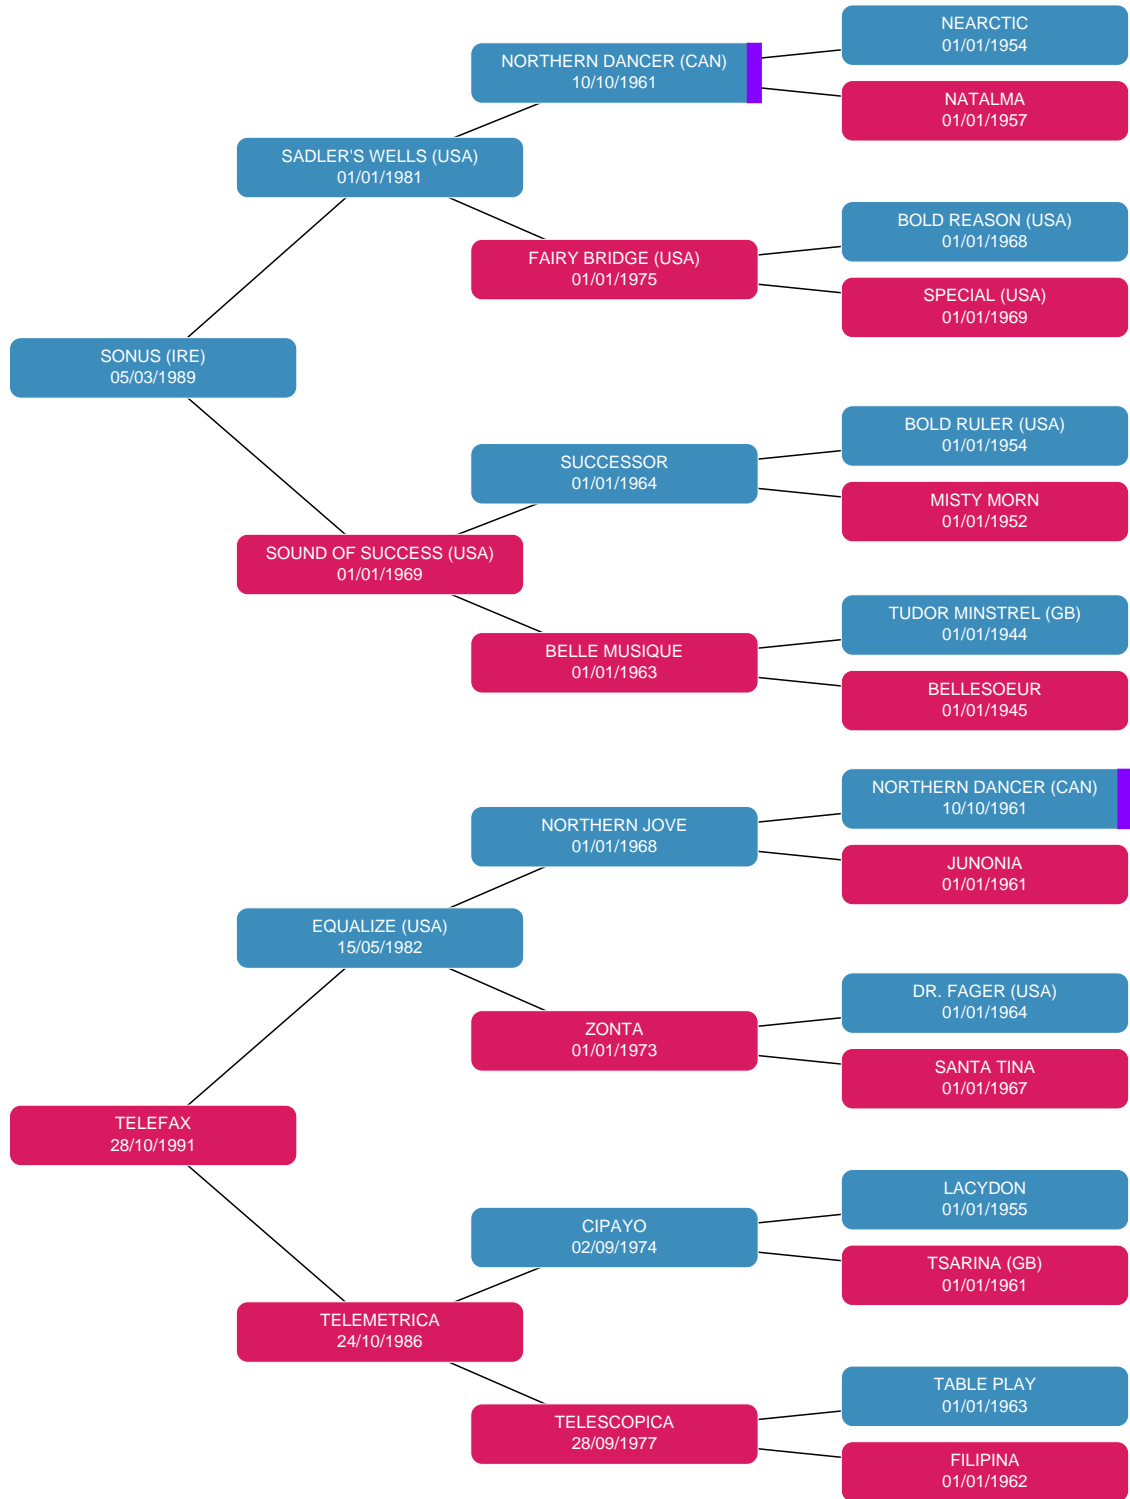 NEARCTIC
01/01/1954
NORTHERN DANCER (CAN)
10/10/1961
NATALMA
01/01/1957
SADLER'S WELLS (USA)
01/01/1981
BOLD REASON (USA)
01/01/1968
FAIRY BRIDGE (USA)
01/01/1975
SPECIAL (USA)
01/01/1969
SONUS (IRE)
05/03/1989
BOLD RULER (USA)
01/01/1954
SUCCESSOR
01/01/1964
MISTY MORN
01/01/1952
SOUND OF SUCCESS (USA)
01/01/1969
TUDOR MINSTREL (GB)
01/01/1944
BELLE MUSIQUE
01/01/1963
BELLESOEUR
01/01/1945
NORTHERN DANCER (CAN)
10/10/1961
NORTHERN JOVE
01/01/1968
JUNONIA
01/01/1961
EQUALIZE (USA)
15/05/1982
DR. FAGER (USA)
01/01/1964
ZONTA
01/01/1973
SANTA TINA
01/01/1967
TELEFAX
28/10/1991
LACYDON
01/01/1955
CIPAYO
02/09/1974
TSARINA (GB)
01/01/1961
TELEMETRICA
24/10/1986
TABLE PLAY
01/01/1963
TELESCOPICA
28/09/1977
FILIPINA
01/01/1962